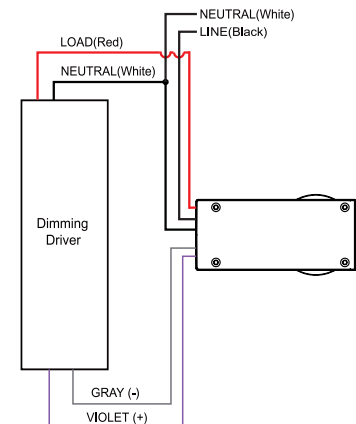 NEUTRAL(White)
LINE(Black)
LOAD(Red)
NEUTRAL(White)
Dimming
Driver
GRAY (-)
VIOLET (+)